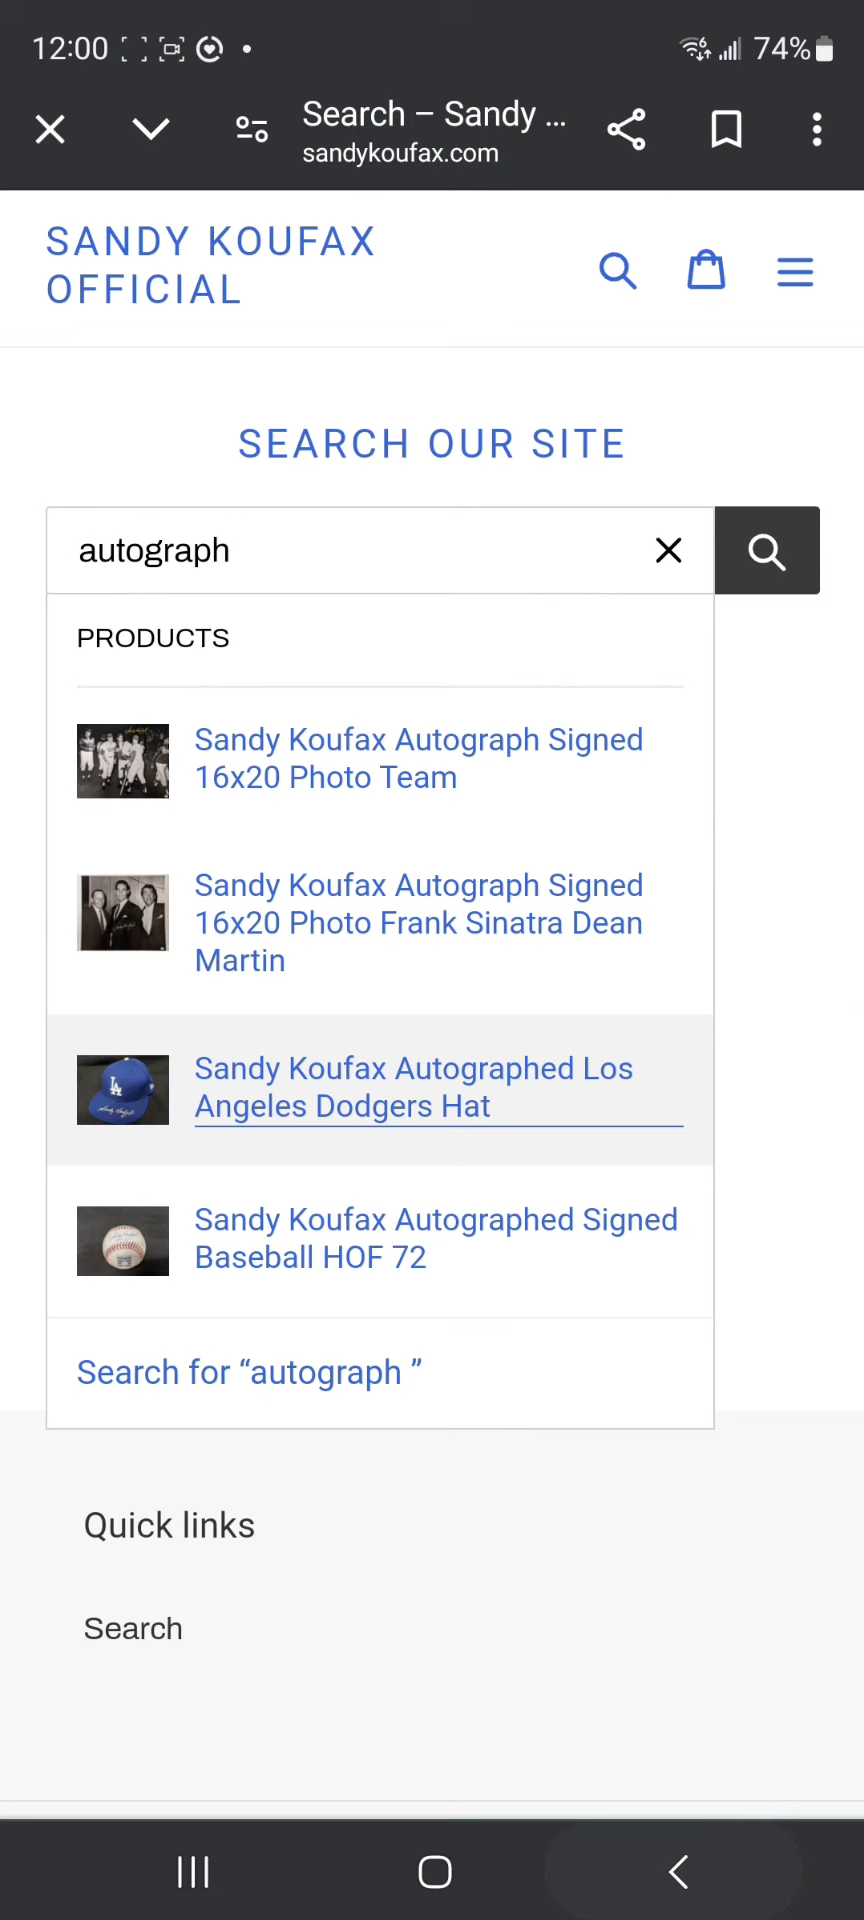 12:00
74%
Search – Sandy ...
sandykoufax.com
SANDY KOUFAX
OFFICIAL
SEARCH OUR SITE
autograph
PRODUCTS
Sandy Koufax Autograph Signed
16x20 Photo Team
Sandy Koufax Autograph Signed
16x20 Photo Frank Sinatra Dean
Martin
Sandy Koufax Autographed Los
Angeles Dodgers Hat
Sandy Koufax Autographed Signed
Baseball HOF 72
Search for “autograph ”
Quick links
Search